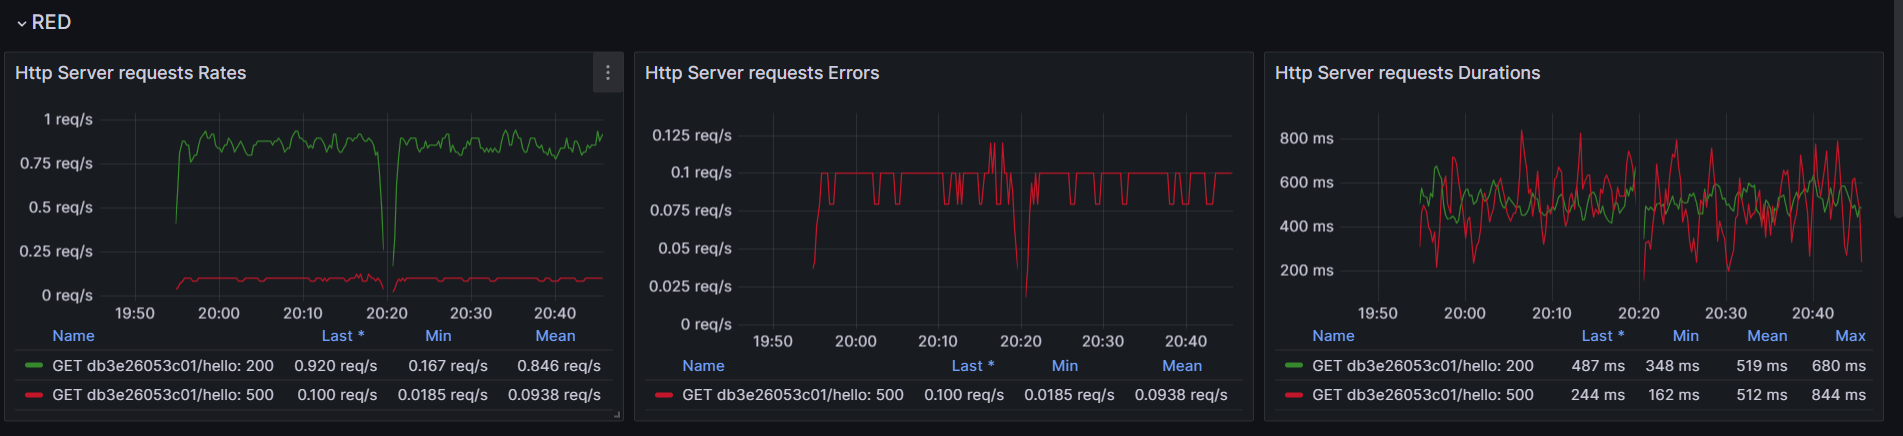 RED
Http Server requests Rates
1 req/s
0.75 req/s
0.5 req/s
0.25 req/s
0 req/s
19:50 20:00 20:10 20:20 20:30 20:40
Name Last * Min Mean
GET db3e26053c01/hello: 200 0.920 req/s 0.167 req/s 0.846 req/s
GET db3e26053c01/hello: 500 0.100 req/s 0.0185 req/s 0.0938 req/s
Http Server requests Errors
0.125 req/s
0.1 req/s
0.075 req/s
0.05 req/s
0.025 req/s
0 req/s
19:50 20:00 20:10 20:20 20:30 20:40
Name Last * Min Mean
GET db3e26053c01/hello: 500 0.100 req/s 0.0185 req/s 0.0938 req/s
Http Server requests Durations
800 ms
600 ms
400 ms
200 ms
19:50 20:00 20:10 20:20 20:30 20:40
Name Last * Min Mean Max
GET db3e26053c01/hello: 200 487 ms 348 ms 519 ms 680 ms
GET db3e26053c01/hello: 500 244 ms 162 ms 512 ms 844 ms